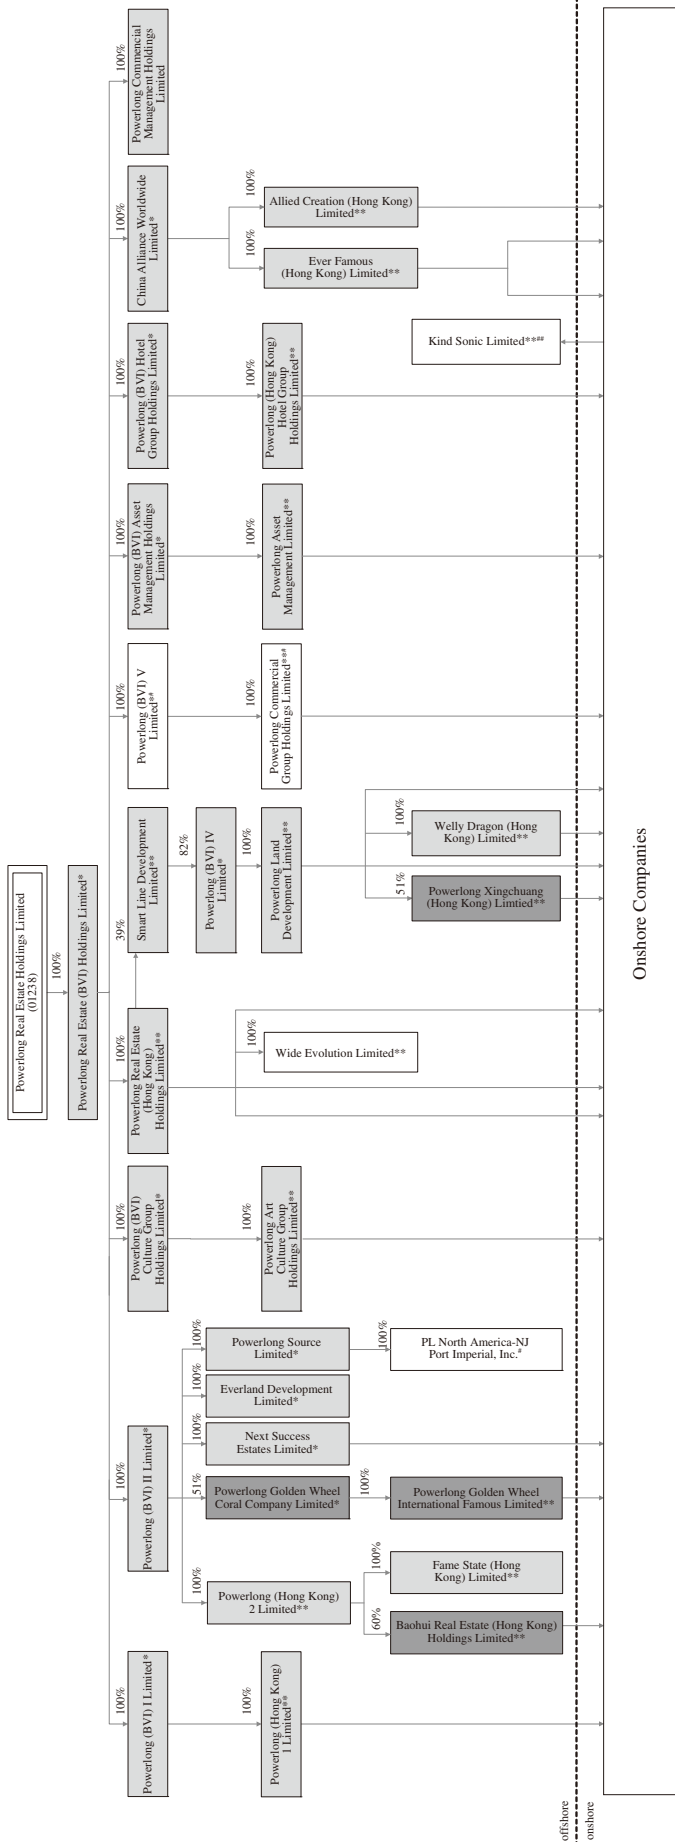 Powerlong Real Estate Holdings Limited
(01238)
100%
Powerlong Real Estate (BVI) Holdings Limited*
100%
Powerlong (BVI) I Limited*
100%
Powerlong (Hong Kong)
1 Limited**
100%
Powerlong (BVI) II Limited*
100%
Powerlong (Hong Kong)
2 Limited**
60%
Baohui Real Estate (Hong Kong)
Holdings Limited**
100%
Fame State (Hong
Kong) Limited**
51%
Powerlong Golden Wheel
Coral Company Limited*
100%
Powerlong Golden Wheel
International Famous Limited**
100%
Next Success
Estates Limited*
100%
Everland Development
Limited*
100%
Powerlong Source
Limited*
100%
PL North America-NJ
Port Imperial, Inc.#
100%
Powerlong (BVI)
Culture Group
Holdings Limited*
100%
Powerlong Art
Culture Group
Holdings Limited**
100%
Powerlong Real Estate
(Hong Kong)
Holdings Limited**
100%
Wide Evolution Limited**
39%
Smart Line Development
Limited**
82%
Powerlong (BVI) IV
Limited*
100%
Powerlong Land
Development Limited**
51%
Powerlong Xingchuang
(Hong Kong) Limtied**
100%
Welly Dragon (Hong
Kong) Limited**
100%
Powerlong (BVI) V
Limited*#
100%
Powerlong Commercial
Group Holdings Limited**#
100%
Powerlong (BVI) Asset
Management Holdings
Limited*
100%
Powerlong Asset
Management Limited**
100%
Powerlong (BVI) Hotel
Group Holdings Limited*
100%
Powerlong (Hong Kong)
Hotel Group
Holdings Limited**
Kind Sonic Limited**##
100%
China Alliance Worldwide
Limited*
100%
Ever Famous
(Hong Kong) Limited**
100%
Allied Creation (Hong Kong)
Limited**
100%
Powerlong Commencial
Management Holdings
Limited
offshore
onshore
Onshore Companies